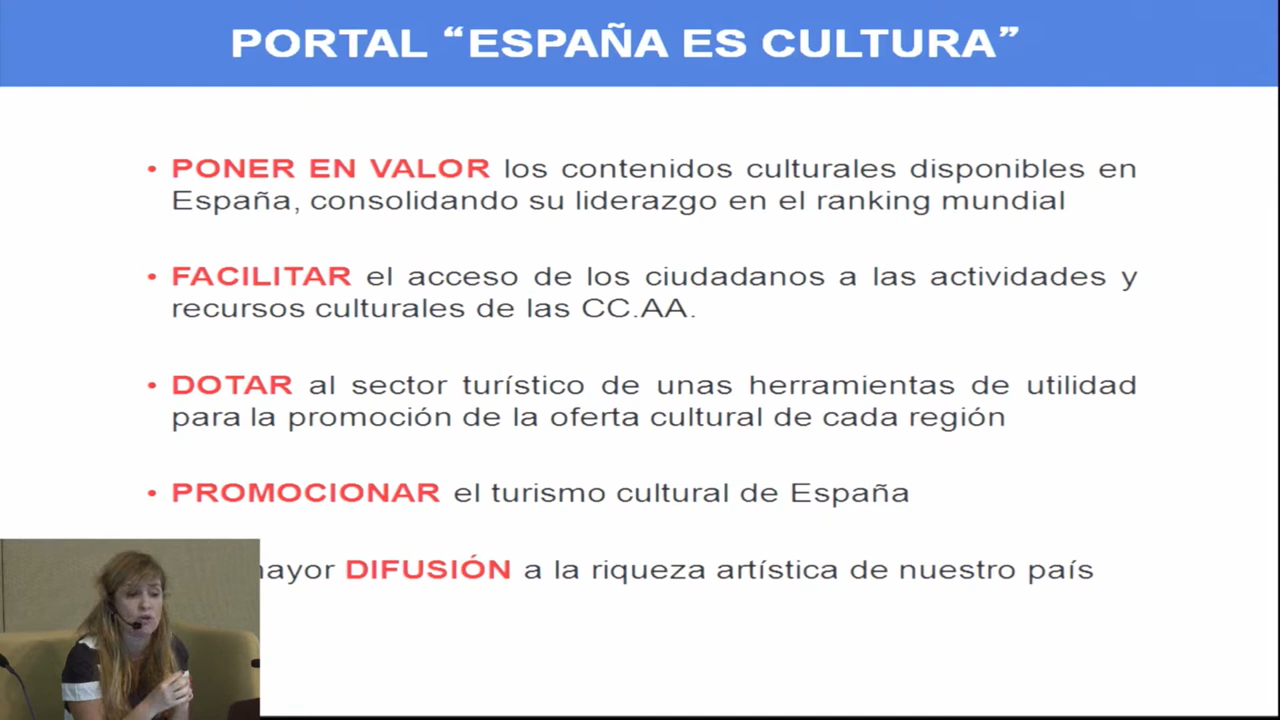 PORTAL “ESPAÑA ES CULTURA”
• PONER EN VALOR los contenidos culturales disponibles en
España, consolidando su liderazgo en el ranking mundial
• FACILITAR el acceso de los ciudadanos a las actividades y
recursos culturales de las CC.AA.
• DOTAR al sector turístico de unas herramientas de utilidad
para la promoción de la oferta cultural de cada región
• PROMOCIONAR el turismo cultural de España
DIFUSIÓN a la riqueza artística de nuestro país